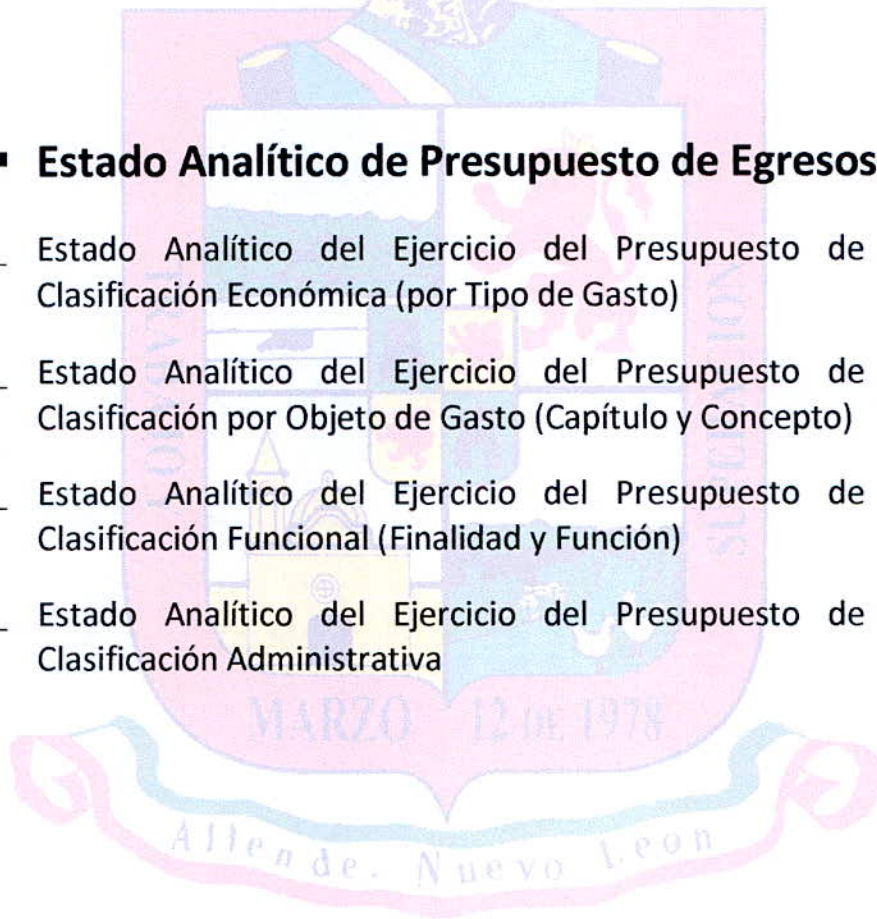 Estado Analítico de Presupuesto de Egresos
Estado Analítico del Ejercicio del Presupuesto de
Clasificación Económica (por Tipo de Gasto)
Estado Analítico del Ejercicio del Presupuesto de
Clasificación por Objeto de Gasto (Capítulo y Concepto)
Estado Analítico del Ejercicio del Presupuesto de
Clasificación Funcional (Finalidad y Función)
Estado Analítico del Ejercicio del Presupuesto de
Clasificación Administrativa
MARZO 12 DE 1978
Allende, Nuevo Leon